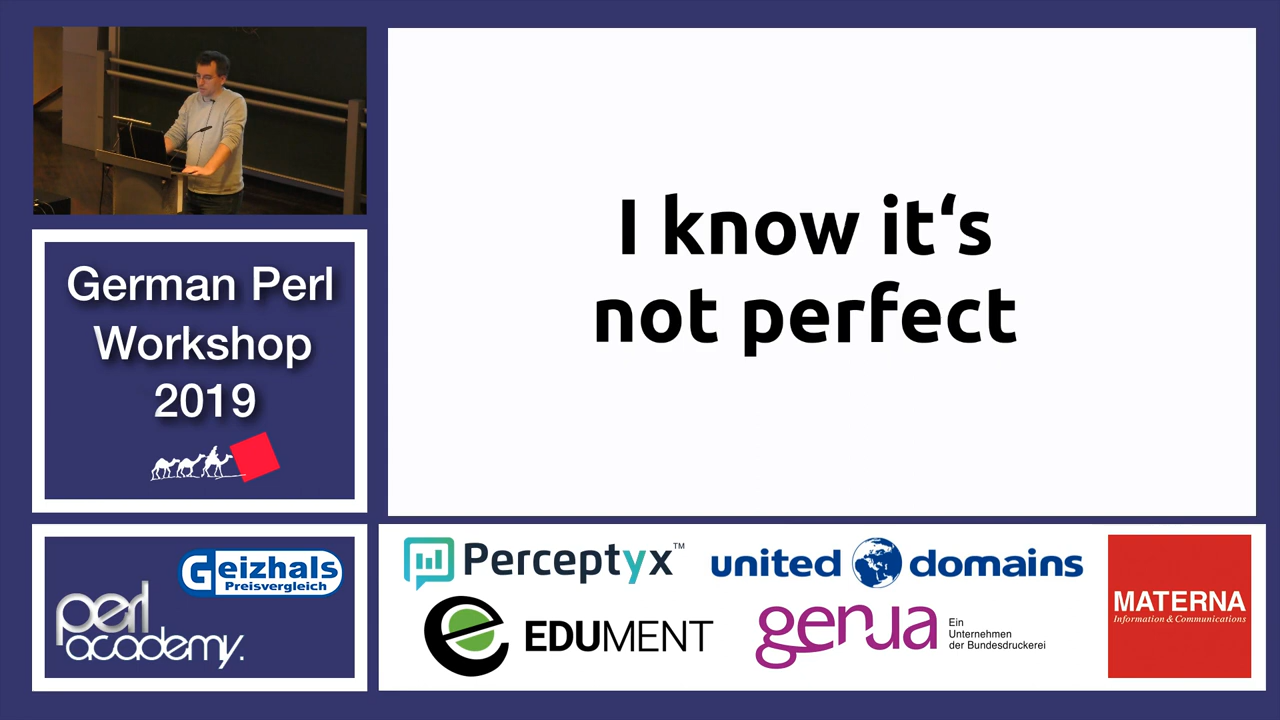 I know it‘s
not perfect
German Perl
Workshop
2019
Geizhals
Preisvergleich
perl
academy.
Perceptyx™
united domains
EDUMENT
genua
Ein
Unternehmen
der Bundesdruckerei
MATERNA
Information & Communications